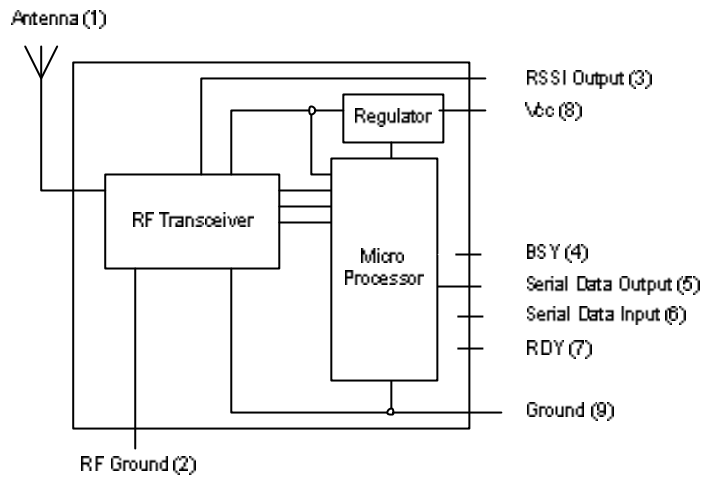 Antenna (1)
RSSI Output (3)
Vcc (8)
Regulator
RF Transceiver
Micro
Processor
BSY (4)
Serial Data Output (5)
Serial Data Input (6)
RDY (7)
Ground (9)
RF Ground (2)